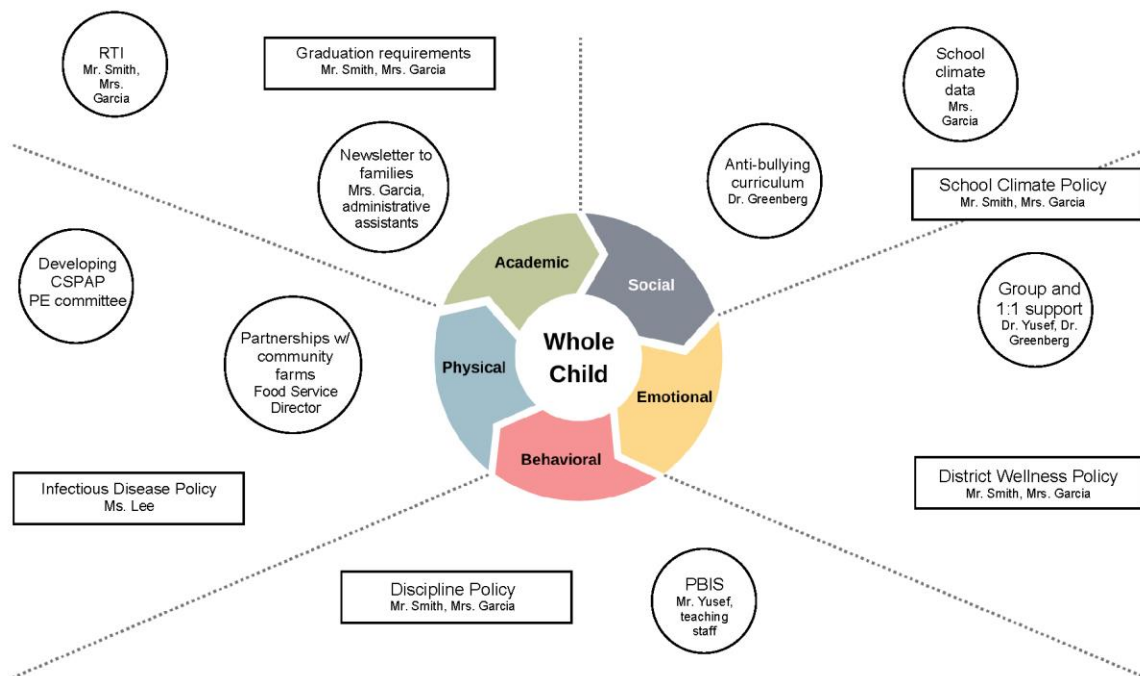 RTI
Mr. Smith,
Mrs.
Garcia
Graduation requirements
Mr. Smith, Mrs. Garcia
Newsletter to
families
Mrs. Garcia,
administrative
assistants
School
climate
data
Mrs.
Garcia
Anti-bullying
curriculum
Dr. Greenberg
School Climate Policy
Mr. Smith, Mrs. Garcia
Developing
CSPAP
PE committee
Partnerships w/
community
farms
Food Service
Director
Infectious Disease Policy
Ms. Lee
Academic
Social
Physical
Whole
Child
Emotional
Behavioral
Group and
1:1 support
Dr. Yusef, Dr.
Greenberg
District Wellness Policy
Mr. Smith, Mrs. Garcia
Discipline Policy
Mr. Smith, Mrs. Garcia
PBIS
Mr. Yusef,
teaching
staff